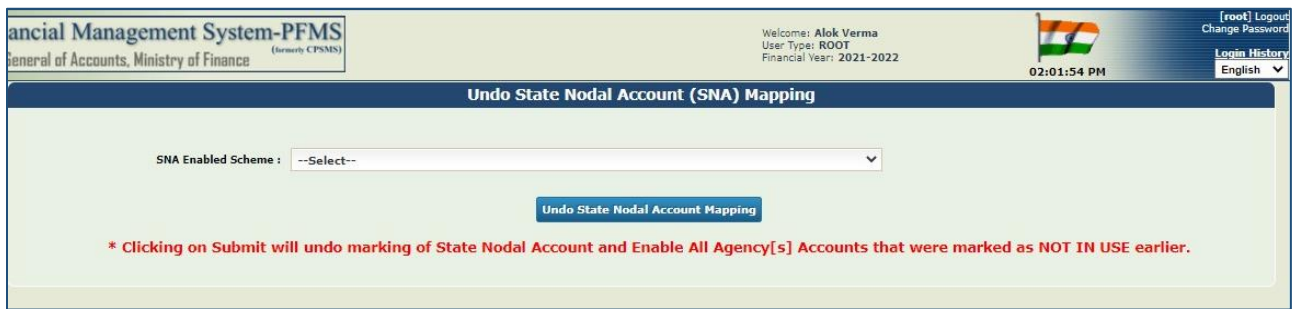 ancial Management System-PFMS
(formerly CPSMS)
General of Accounts, Ministry of Finance
Welcome: Alok Verma
User Type: ROOT
Financial Year: 2021-2022
02:01:54 PM
[root] Logout
Change Password
Login History
English
Undo State Nodal Account (SNA) Mapping
SNA Enabled Scheme : --Select--
Undo State Nodal Account Mapping
* Clicking on Submit will undo marking of State Nodal Account and Enable All Agency[s] Accounts that were marked as NOT IN USE earlier.